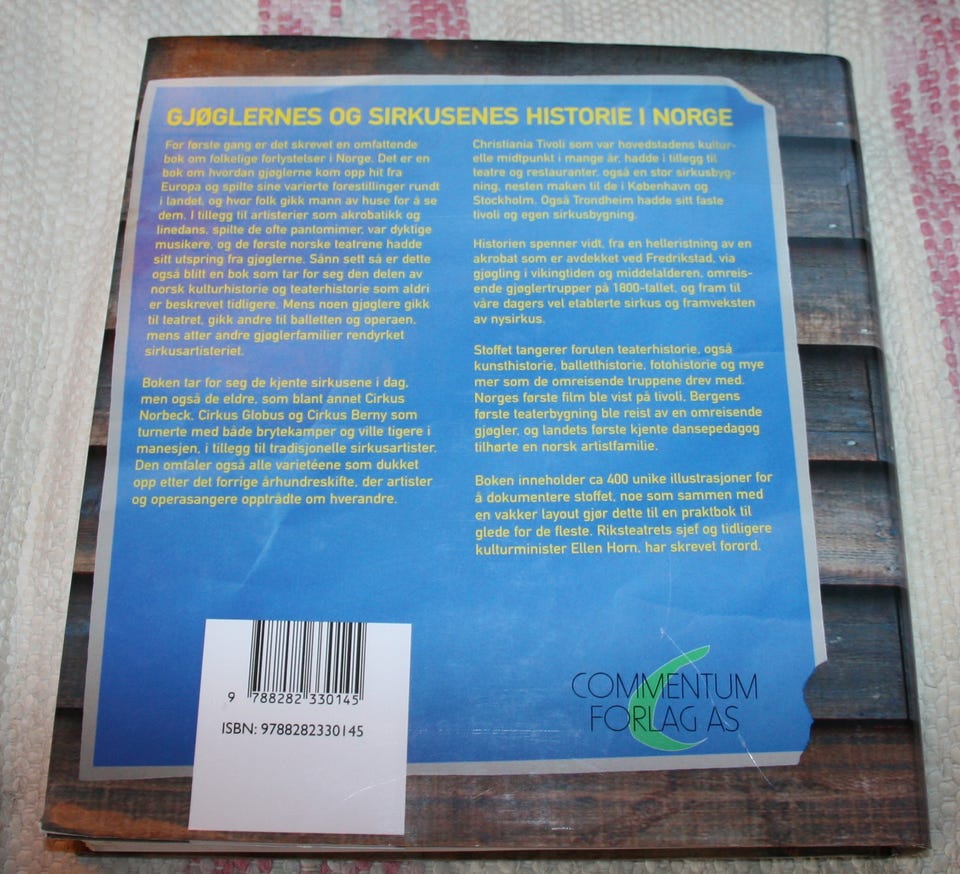 GJØGLERNES OG SIRKUSENES HISTORIE I NORGE
For første gang er det skrevet en omfattende
bok om folkelige forlystelser i Norge. Det er en
bok om hvordan gjøglerne kom opp hit fra
Europa og spilte sine varierte forestillinger rundt
i landet, og hvor folk gikk mann av huse for å se
dem. I tillegg til artisterier som akrobatikk og
linedans, spilte de ofte pantomimer, var dyktige
musikere, og de første norske teatrene hadde
sitt utspring fra gjøglerne. Sånn sett så er dette
også blitt en bok som tar for seg den delen av
norsk kulturhistorie og teaterhistorie som aldri
er beskrevet tidligere. Mens noen gjøglere gikk
til teatret, gikk andre til balletten og operaen,
mens atter andre gjøglerfamilier rendyrket
sirkusartisteriet.
Boken tar for seg de kjente sirkusene i dag,
men også de eldre, som blant annet Cirkus
Norbeck, Cirkus Globus og Cirkus Berny som
turnerte med både brytekamper og ville tigere i
manesjen, i tillegg til tradisjonelle sirkusartister.
Den omtaler også alle varietéene som dukket
opp etter det forrige århundreskifte, der artister
og operasangere opptrådte om hverandre.
Christiania Tivoli som var hovedstadens kultur-
elle midtpunkt i mange år, hadde i tillegg til
teatre og restauranter, også en stor sirkusbyg-
ning, nesten maken til de i København og
Stockholm. Også Trondheim hadde sitt faste
tivoli og egen sirkusbygning.
Historien spenner vidt, fra en helleristning av en
akrobat som er avdekket ved Fredrikstad, via
gjøgling i vikingtiden og middelalderen, omreis-
ende gjøglertrupper på 1800-tallet, og fram til
våre dagers vel etablerte sirkus og framveksten
av nysirkus.
Stoffet tangerer foruten teaterhistorie, også
kunsthistorie, balletthistorie, fotohistorie og mye
mer som de omreisende truppene drev med.
Norges første film ble vist på tivoli. Bergens
første teaterbygning ble reist av en omreisende
gjøgler, og landets første kjente dansepedagog
tilhørte en norsk artistfamilie.
Boken inneholder ca 400 unike illustrasjoner for
å dokumentere stoffet, noe som sammen med
en vakker layout gjør dette til en praktbok til
glede for de fleste. Riksteatrets sjef og tidligere
kulturminister Ellen Horn, har skrevet forord.
9 788282 330145
ISBN: 9788282330145
COMMENTUM
FORLAG AS